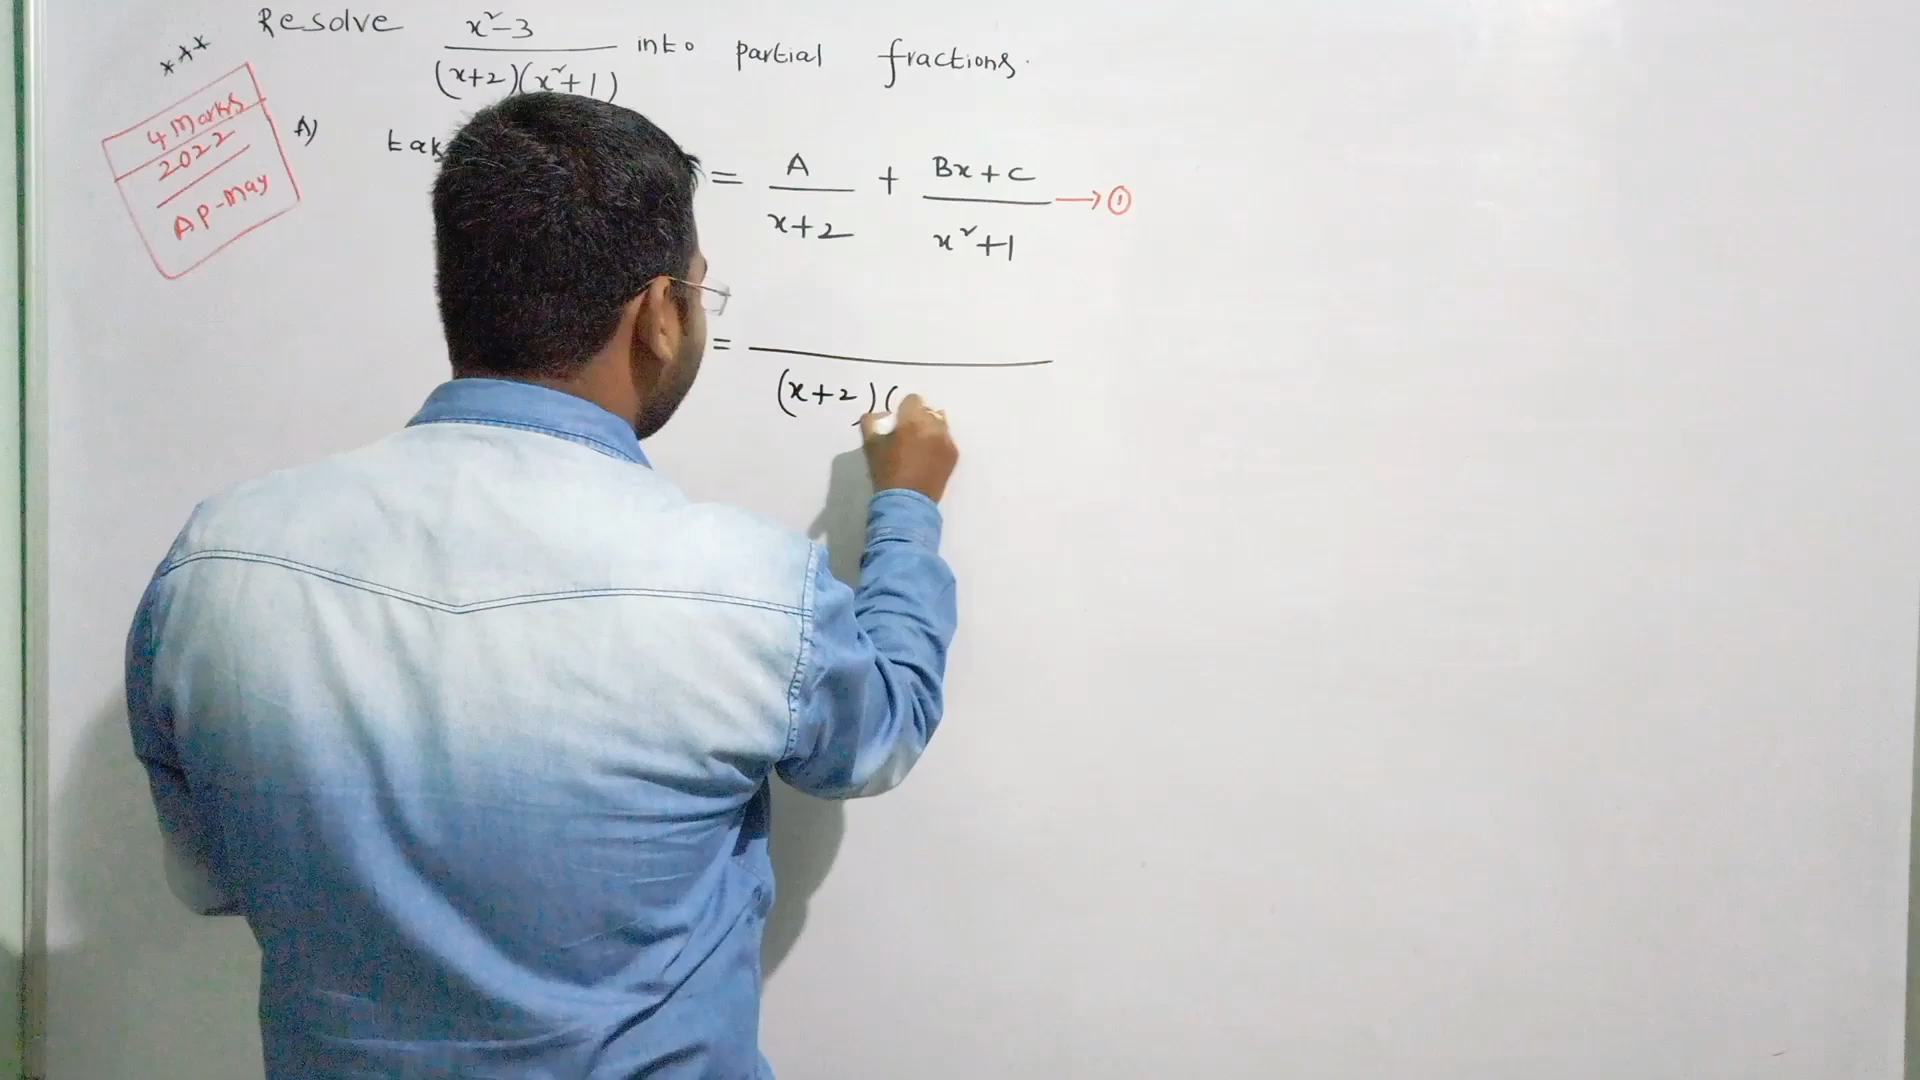 Resolve x²-3 / (x+2)(x²+1) into partial fractions.
***
4 Marks
2022
AP-May
A)
= A / x+2 + Bx+C / x²+1 → ①
= / (x+2)(